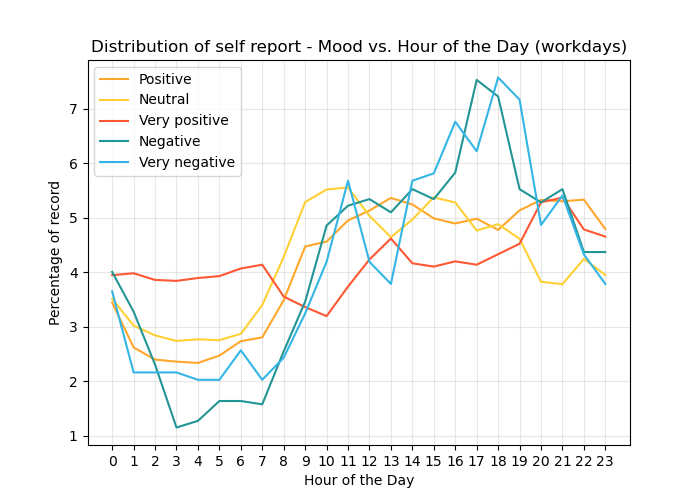 Distribution of self report - Mood vs. Hour of the Day (workdays)
Positive
Neutral
Very positive
Negative
Very negative
7
6
5
4
3
2
1
Percentage of record
0 1 2 3 4 5 6 7 8 9 10 11 12 13 14 15 16 17 18 19 20 21 22 23
Hour of the Day